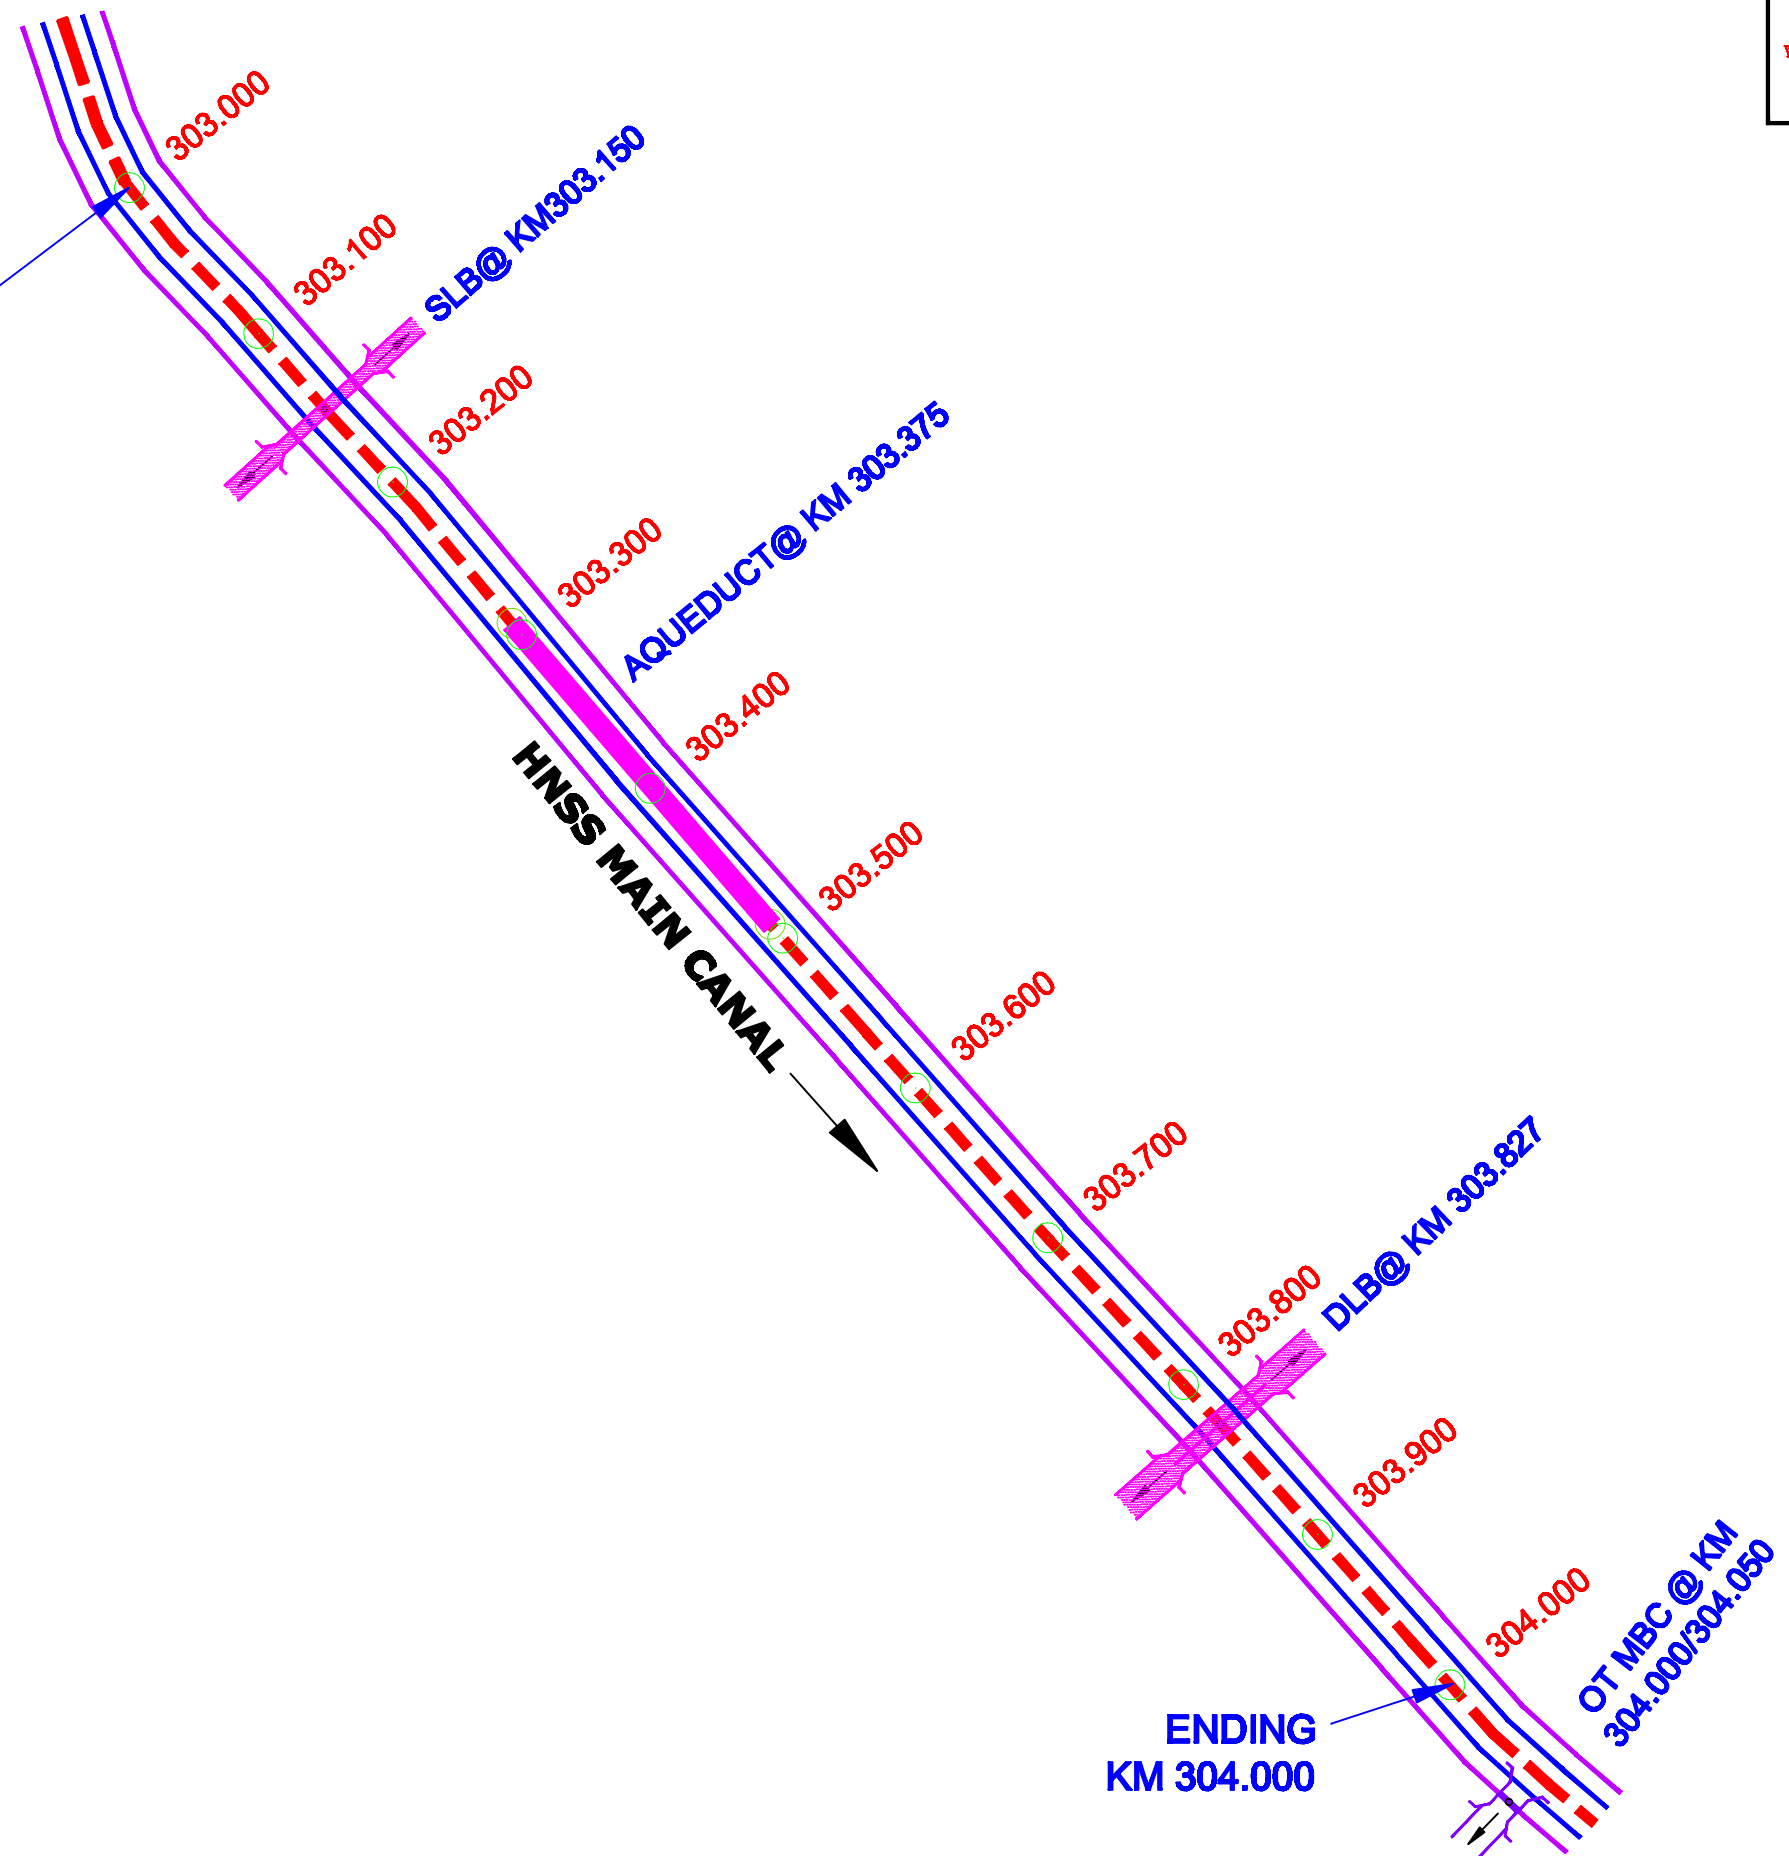 303.000
SLB@ KM303.150
303.100
303.200
AQUEDUCT@ KM 303.375
303.300
303.400
HNSS MAIN CANAL
303.500
303.600
303.700
DLB@ KM 303.827
303.800
303.900
OT MBC @ KM
304.000/304.050
304.000
ENDING
KM 304.000